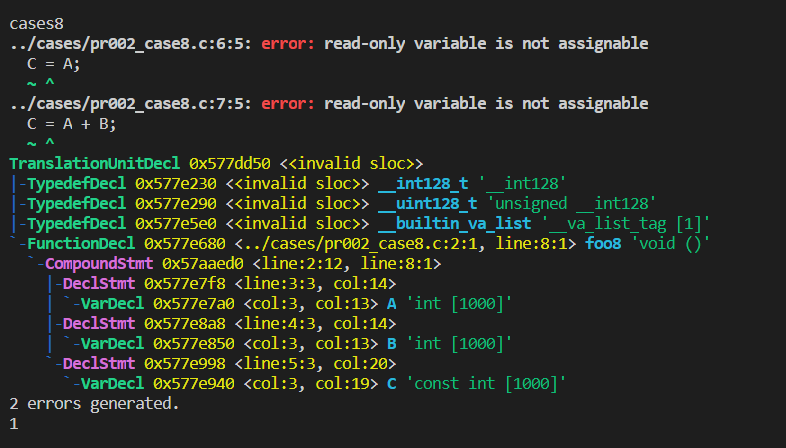 cases8
../cases/pr002_case8.c:6:5: error: read-only variable is not assignable
  C = A;
  ~ ^
../cases/pr002_case8.c:7:5: error: read-only variable is not assignable
  C = A + B;
  ~ ^
TranslationUnitDecl 0x577dd50 <<invalid sloc>>
|-TypedefDecl 0x577e230 <<invalid sloc>> __int128_t '__int128'
|-TypedefDecl 0x577e290 <<invalid sloc>> __uint128_t 'unsigned __int128'
|-TypedefDecl 0x577e5e0 <<invalid sloc>> __builtin_va_list '__va_list_tag [1]'
`-FunctionDecl 0x577e680 <../cases/pr002_case8.c:2:1, line:8:1> foo8 'void ()'
  `-CompoundStmt 0x57aaed0 <line:2:12, line:8:1>
    |-DeclStmt 0x577e7f8 <line:3:3, col:14>
    | `-VarDecl 0x577e7a0 <col:3, col:13> A 'int [1000]'
    |-DeclStmt 0x577e8a8 <line:4:3, col:14>
    | `-VarDecl 0x577e850 <col:3, col:13> B 'int [1000]'
    `-DeclStmt 0x577e998 <line:5:3, col:20>
      `-VarDecl 0x577e940 <col:3, col:19> C 'const int [1000]'
2 errors generated.
1